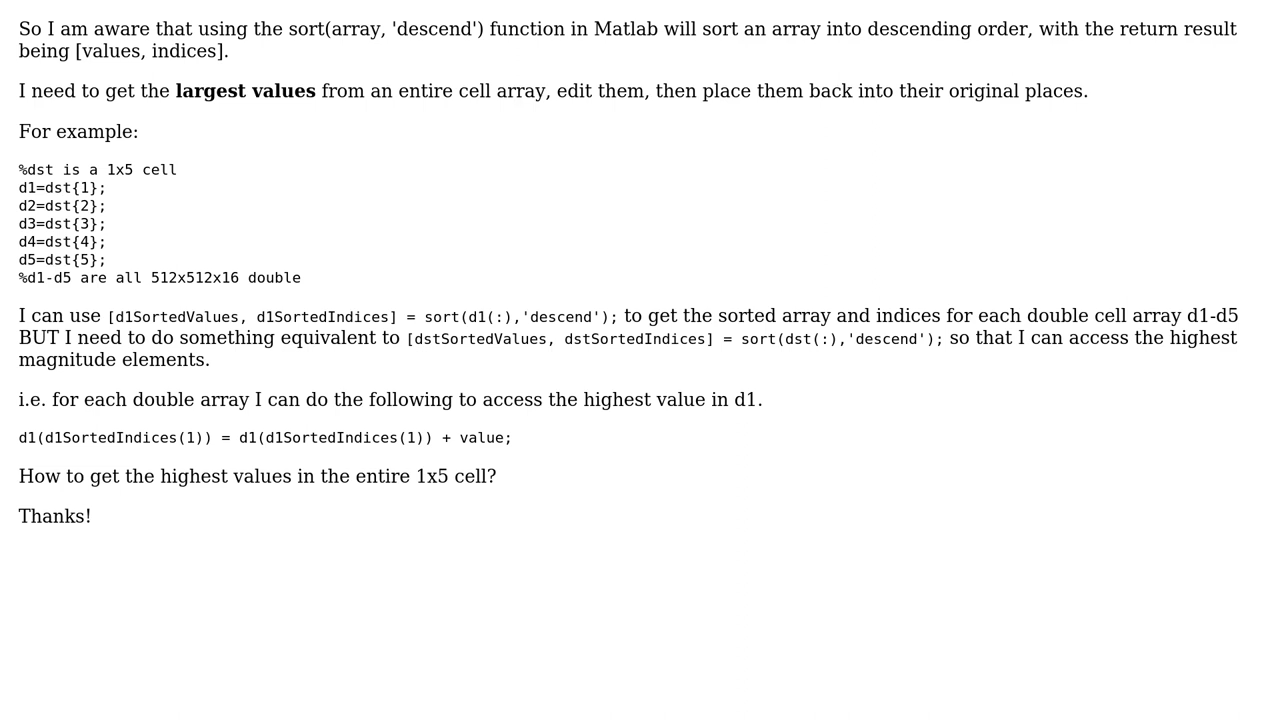 So I am aware that using the sort(array, 'descend') function in Matlab will sort an array into descending order, with the return result
being [values, indices].
I need to get the largest values from an entire cell array, edit them, then place them back into their original places.
For example:
%dst is a 1x5 cell
d1=dst{1};
d2=dst{2};
d3=dst{3};
d4=dst{4};
d5=dst{5};
%d1-d5 are all 512x512x16 double
I can use [d1SortedValues, d1SortedIndices] = sort(d1(:),'descend'); to get the sorted array and indices for each double cell array d1-d5
BUT I need to do something equivalent to [dstSortedValues, dstSortedIndices] = sort(dst(:),'descend'); so that I can access the highest
magnitude elements.
i.e. for each double array I can do the following to access the highest value in d1.
d1(d1SortedIndices(1)) = d1(d1SortedIndices(1)) + value;
How to get the highest values in the entire 1x5 cell?
Thanks!